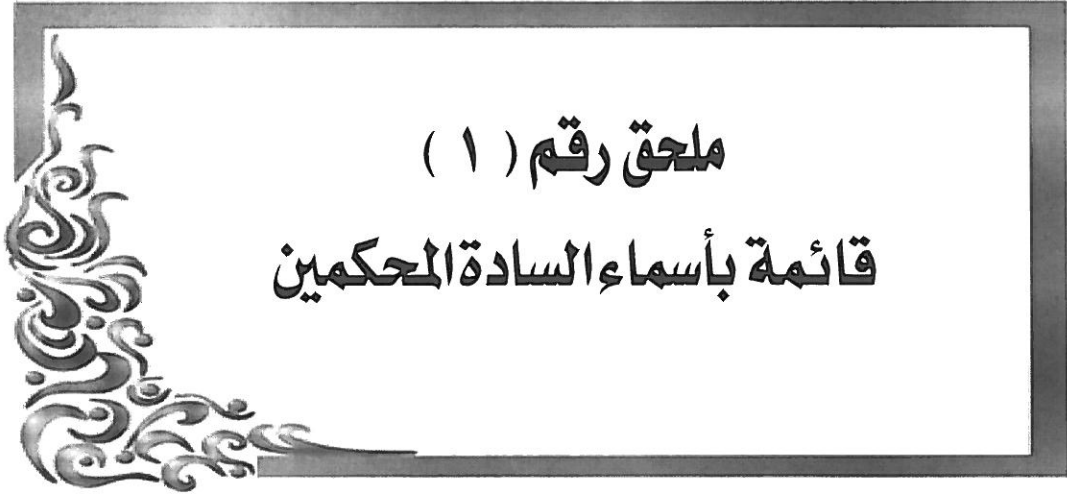 ملحق رقم ( ١ )
قائمة بأسماء السادة المحكمين